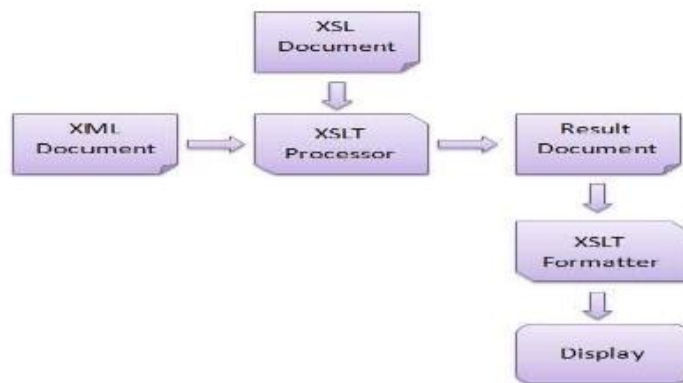 XSL
Document
XML
Document
XSLT
Processor
Result
Document
XSLT
Formatter
Display